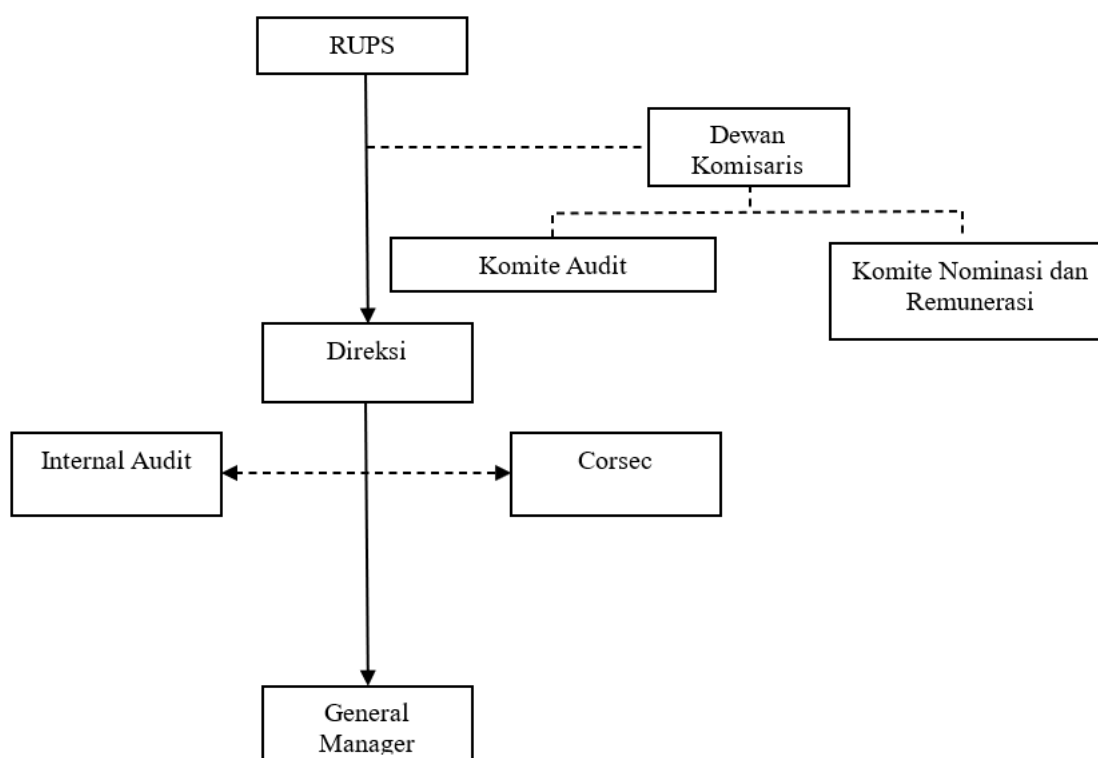 RUPS
Dewan
Komisaris
Komite Audit
Komite Nominasi dan
Remunerasi
Direksi
Internal Audit
Corsec
General
Manager